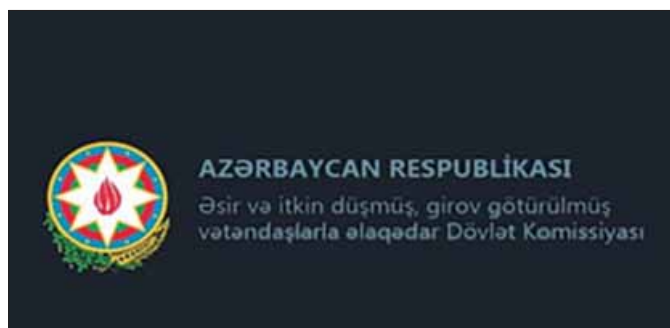 AZƏRBAYCAN RESPUBLİKASI
Əsir və itkin düşmüş, girov götürülmüş
vətəndaşlarla əlaqədar Dövlət Komissiyası